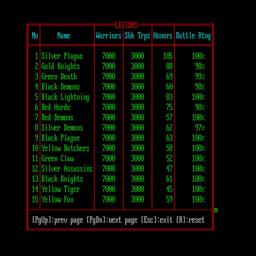 LEGIONS
No Name Warriors Shk Trps Honors Battle Rtng
1 Silver Plague 7000 3000 105 100%
2 Gold Knights 7000 3000 88 98%
3 Green Death 7000 3000 69 99%
4 Black Demons 7000 3000 60 98%
5 Black Lightning 7000 3000 83 100%
6 Red Horde 7000 3000 75 98%
7 Red Demons 7000 3000 57 100%
8 Silver Demons 7000 3000 62 97%
9 Black Plague 7000 3000 63 100%
10 Yellow Butchers 7000 3000 58 100%
11 Green Claw 7000 3000 52 100%
12 Silver Assassins 7000 3000 47 100%
13 Black Knights 7000 3000 61 100%
14 Yellow Tiger 7000 3000 45 100%
15 Yellow Fox 7000 3000 59 100%
[PgUp]:prev page [PgDn]:next page [Esc]:exit [R]:reset